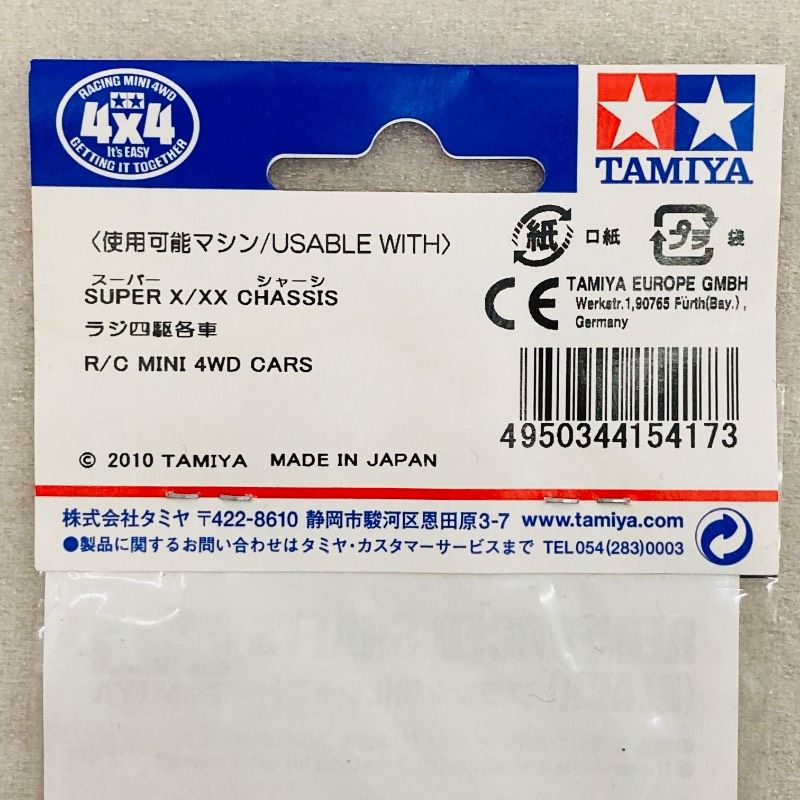 RACING MINI 4WD
4x4
It's EASY
GETTING IT TOGETHER
TAMIYA
〈使用可能マシン/USABLE WITH〉
スーパー シャーシ
SUPER X/XX CHASSIS
ラジ四駆各車
R/C MINI 4WD CARS
紙 口紙
プラ 袋
CE TAMIYA EUROPE GMBH
Werkstr.1,90765 Fürth(Bay.),
Germany
4950344154173
© 2010 TAMIYA MADE IN JAPAN
株式会社タミヤ 〒422-8610 静岡市駿河区恩田原3-7 www.tamiya.com
●製品に関するお問い合わせはタミヤ・カスタマーサービスまで TEL054(283)0003